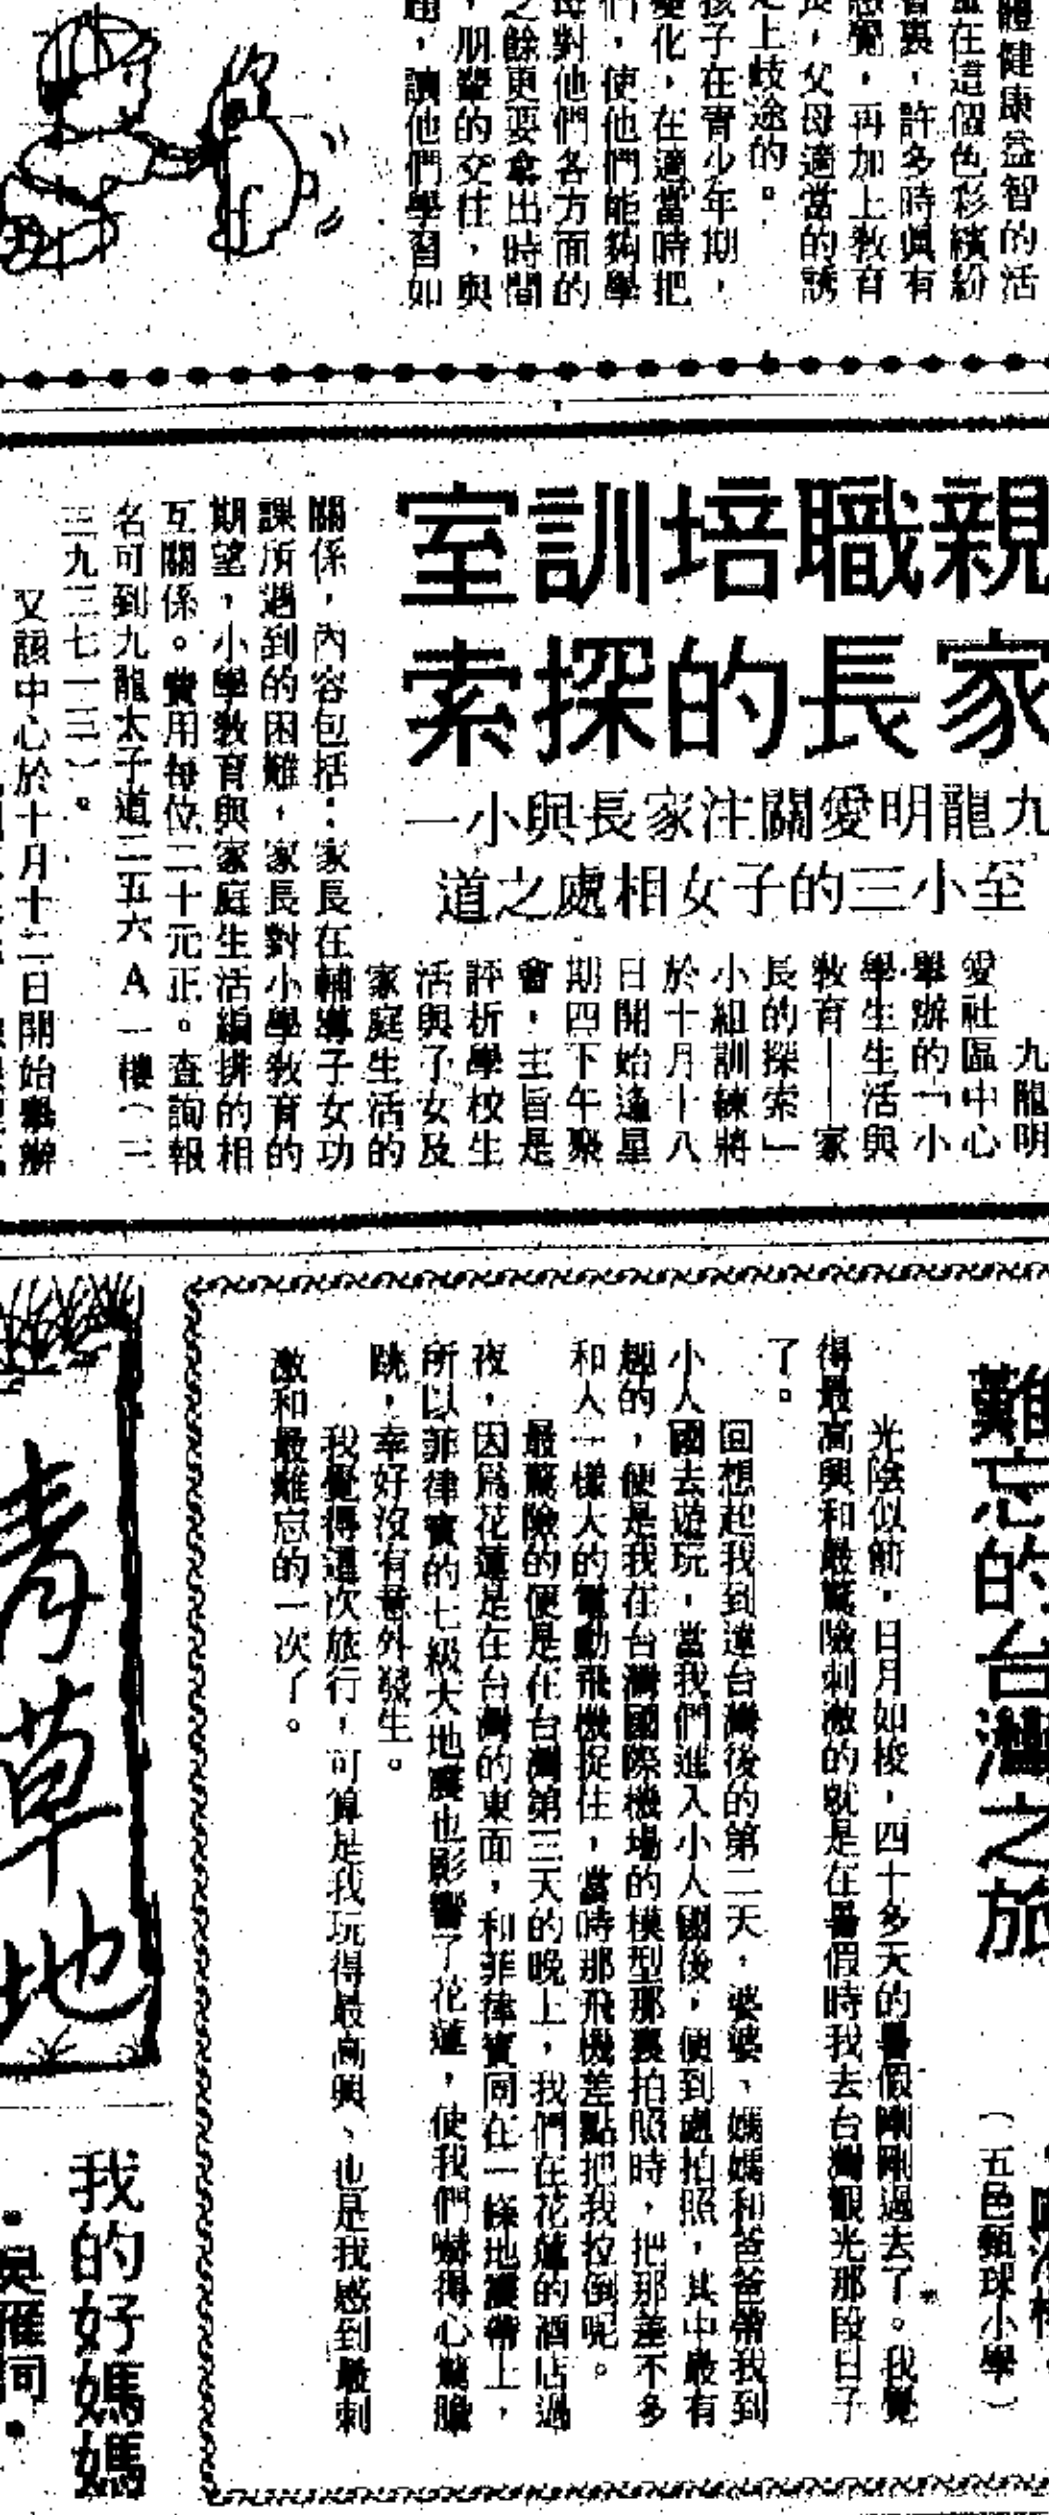 體健康益智的活
在這個色彩繽紛
裏，許多時眞有
感覺，再加上教育
，父母適當的誘
上歧途的。
孩子在青少年期，
變化，在適當時把
們，使他們能夠學
母對他們各方面的
之餘更要拿出時間
，朋輩的交往，與
，讓他們學習如
親職培訓室
家長的探索
九龍明愛關注家長與小一
至小三的子女相處之道
九龍明
愛社區中心
舉辦的「小
學生生活與
教育——家
長的探索」
小組訓練將
於十月十八
日開始逢星
期四下午聚
會，主旨是
評析學校生
活與子女及
家庭生活的
關係，內容包括：家長在輔導子女功
課所遇到的困難，家長對小學教育的
期望，小學教育與家庭生活編排的相
互關係。費用每位二十元正。查詢報
名可到九龍太子道二五六A一樓（三
三九三七一三）。
又該中心於十月十二日開始舉辦
難忘的台灣之旅
（五邑甄球小學）
光陰似箭，日月如梭，四十多天的暑假剛剛過去了。我覺
得最高興和最驚險刺激的就是在暑假時我去台灣觀光那段日子
了。
回想起我到達台灣後的第二天，婆婆、媽媽和爸爸帶我到
小人國去遊玩，當我們進入小人國後，便到處拍照，其中最有
趣的，便是我在台灣國際機場的模型那裏拍照時，把那差不多
和人一樣大的電動飛機捉住，當時那飛機差點把我拉倒呢。
最驚險的便是在台灣第三天的晚上，我們在花蓮的酒店過
夜，因爲花蓮是在台灣的東面，和菲律賓同在一條地震帶上，
所以菲律賓的七級大地震也影響了花蓮，使我們嚇得心驚膽
跳，幸好沒有意外發生。
我覺得這次旅行，可算是我玩得最高興、也是我感到最刺
激和最難忘的一次了。
青草地
我的好媽媽